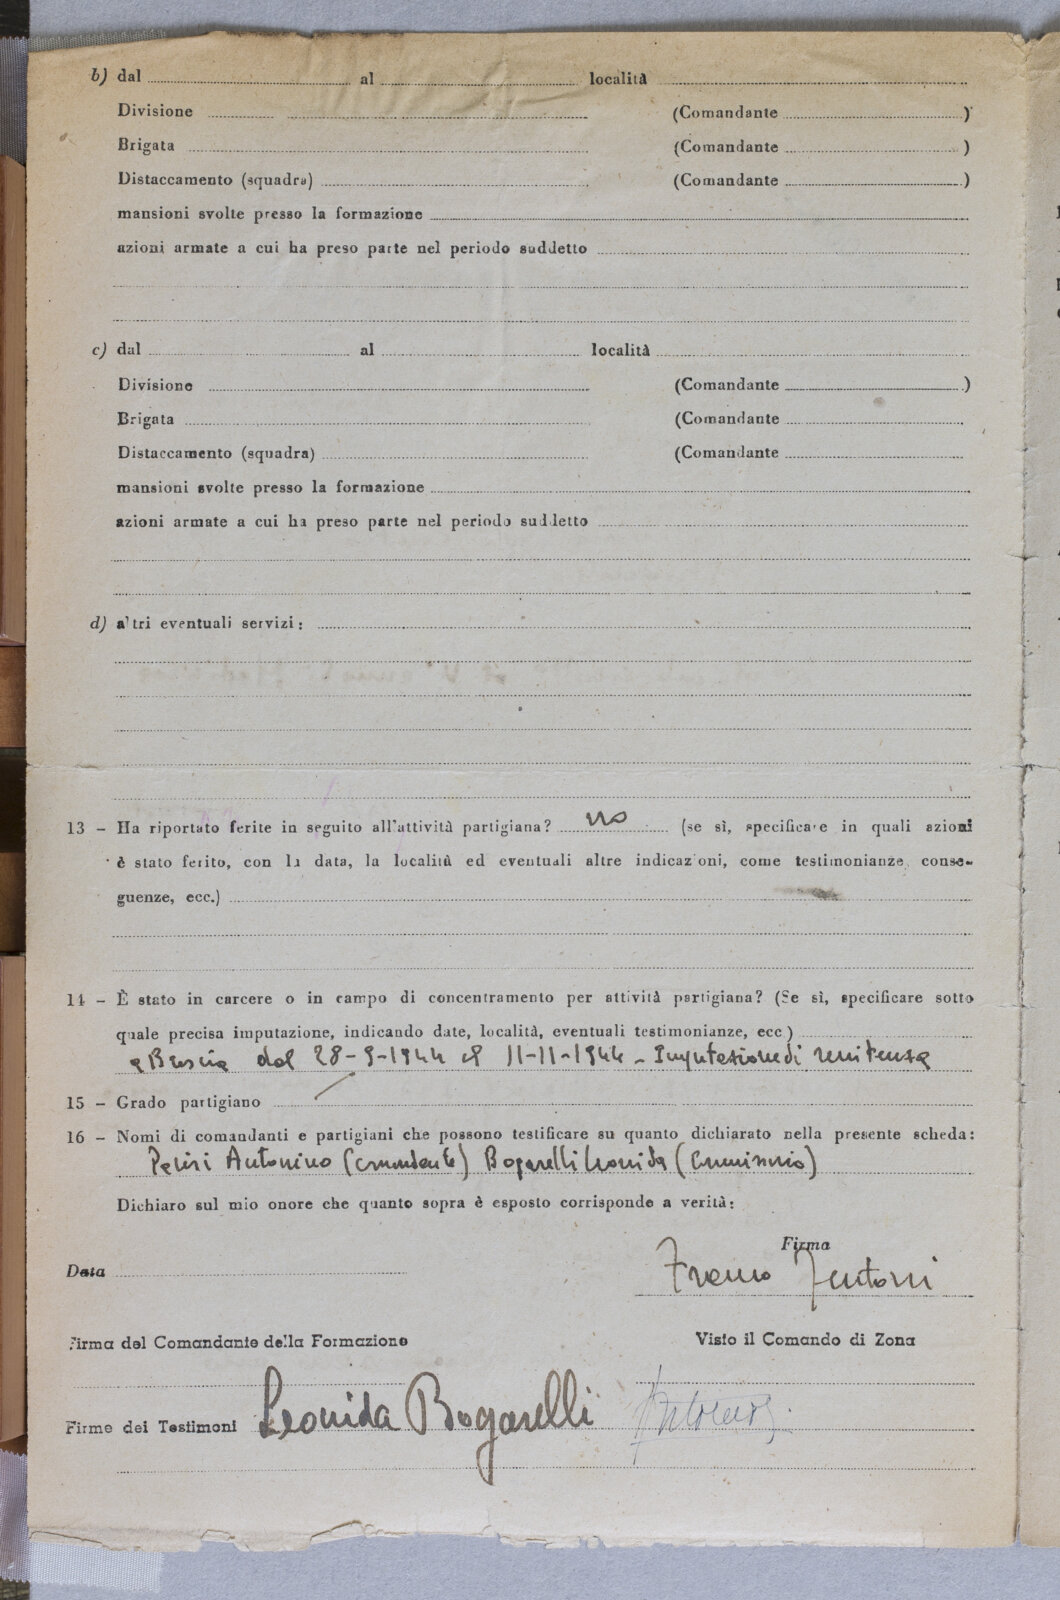 b) dal al località
Divisione (Comandante )
Brigata (Comandante )
Distaccamento (squadra) (Comandante )
mansioni svolte presso la formazione
azioni armate a cui ha preso parte nel periodo suddetto
c) dal al località
Divisione (Comandante )
Brigata (Comandante
Distaccamento (squadra) (Comandante
mansioni svolte presso la formazione
azioni armate a cui ha preso parte nel periodo suddetto
d) altri eventuali servizi:
13 - Ha riportato ferite in seguito all'attività partigiana? no (se sì, specificare in quali azioni
è stato ferito, con la data, la località ed eventuali altre indicazioni, come testimonianze, conse-
guenze, ecc.)
14 - È stato in carcere o in campo di concentramento per attività partigiana? (Se sì, specificare sotto
quale precisa imputazione, indicando date, località, eventuali testimonianze, ecc)
a Brescia dal 28-9-1944 al 11-11-1944 - Imputazione di renitenza
15 - Grado partigiano
16 - Nomi di comandanti e partigiani che possono testificare su quanto dichiarato nella presente scheda:
Antonino (comandante) Bogarelli Leonida (Commissario)
Dichiaro sul mio onore che quanto sopra è esposto corrisponde a verità:
Firma
Data Franco
Firma del Comandante della Formazione Visto il Comando di Zona
Firme dei Testimoni Leonida Bogarelli